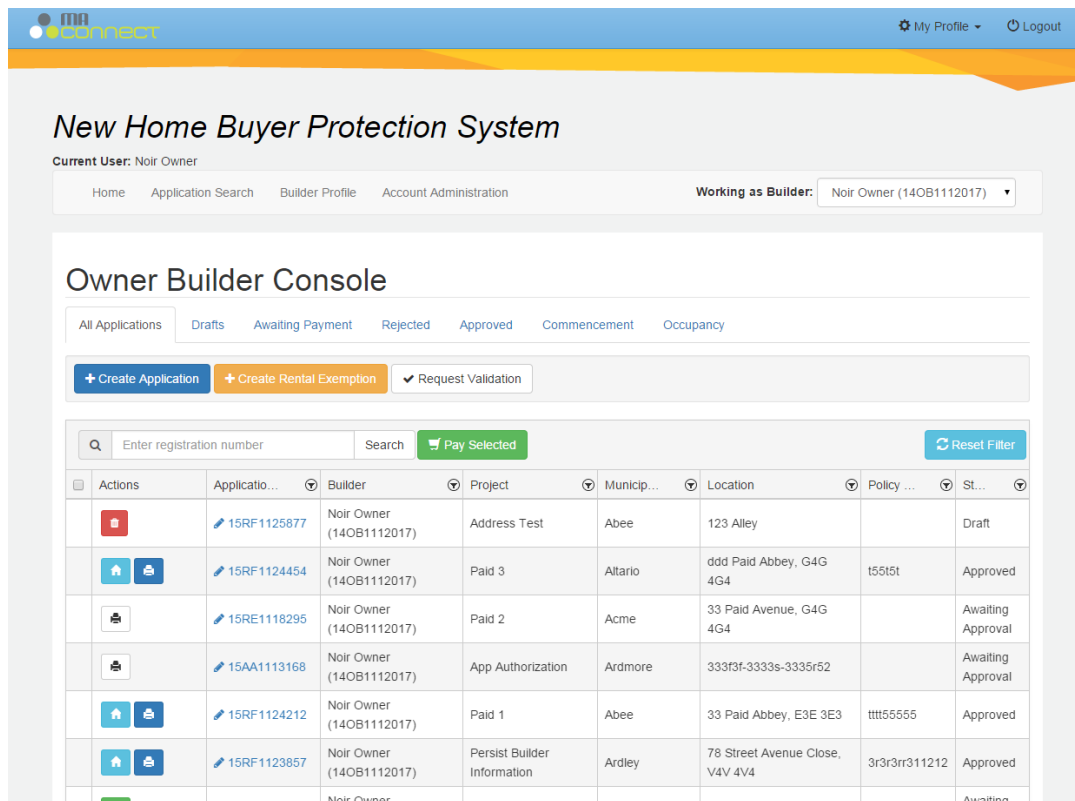 ma
connect
My Profile
Logout
New Home Buyer Protection System
Current User: Noir Owner
Home Application Search Builder Profile Account Administration Working as Builder: Noir Owner (14OB1112017)
Owner Builder Console
All Applications Drafts Awaiting Payment Rejected Approved Commencement Occupancy
+ Create Application + Create Rental Exemption Request Validation
Enter registration number Search Pay Selected Reset Filter
Actions Applicatio... Builder Project Municip... Location Policy ... St...
15RF1125877 Noir Owner (14OB1112017) Address Test Abee 123 Alley Draft
15RF1124454 Noir Owner (14OB1112017) Paid 3 Altario ddd Paid Abbey, G4G 4G4 t55t5t Approved
15RE1118295 Noir Owner (14OB1112017) Paid 2 Acme 33 Paid Avenue, G4G 4G4 Awaiting Approval
15AA1113168 Noir Owner (14OB1112017) App Authorization Ardmore 333f3f-3333s-3335r52 Awaiting Approval
15RF1124212 Noir Owner (14OB1112017) Paid 1 Abee 33 Paid Abbey, E3E 3E3 tttt55555 Approved
15RF1123857 Noir Owner (14OB1112017) Persist Builder Information Ardley 78 Street Avenue Close, V4V 4V4 3r3r3rr311212 Approved
Noir Owner Awaiting